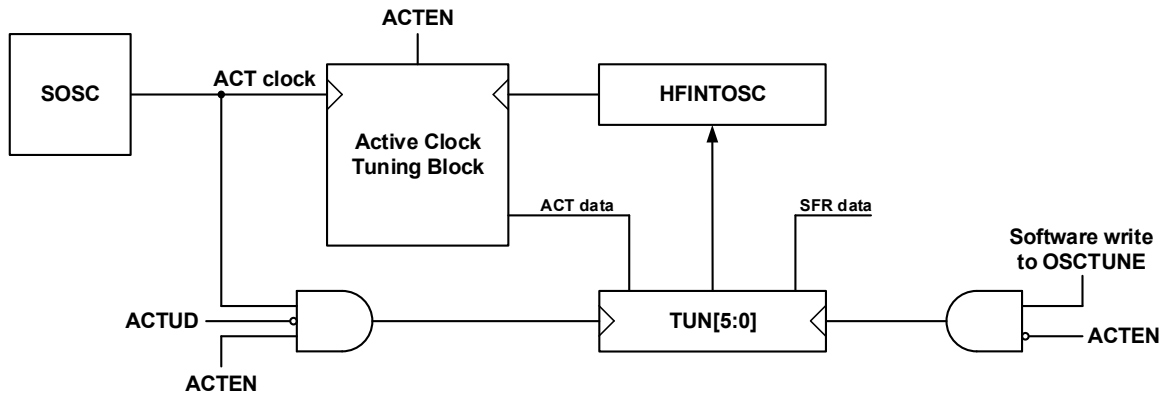 ACTEN
SOSC
ACT clock
HFINTOSC
Active Clock
Tuning Block
ACT data
SFR data
Software write
to OSCTUNE
ACTUD
TUN[5:0]
ACTEN
ACTEN